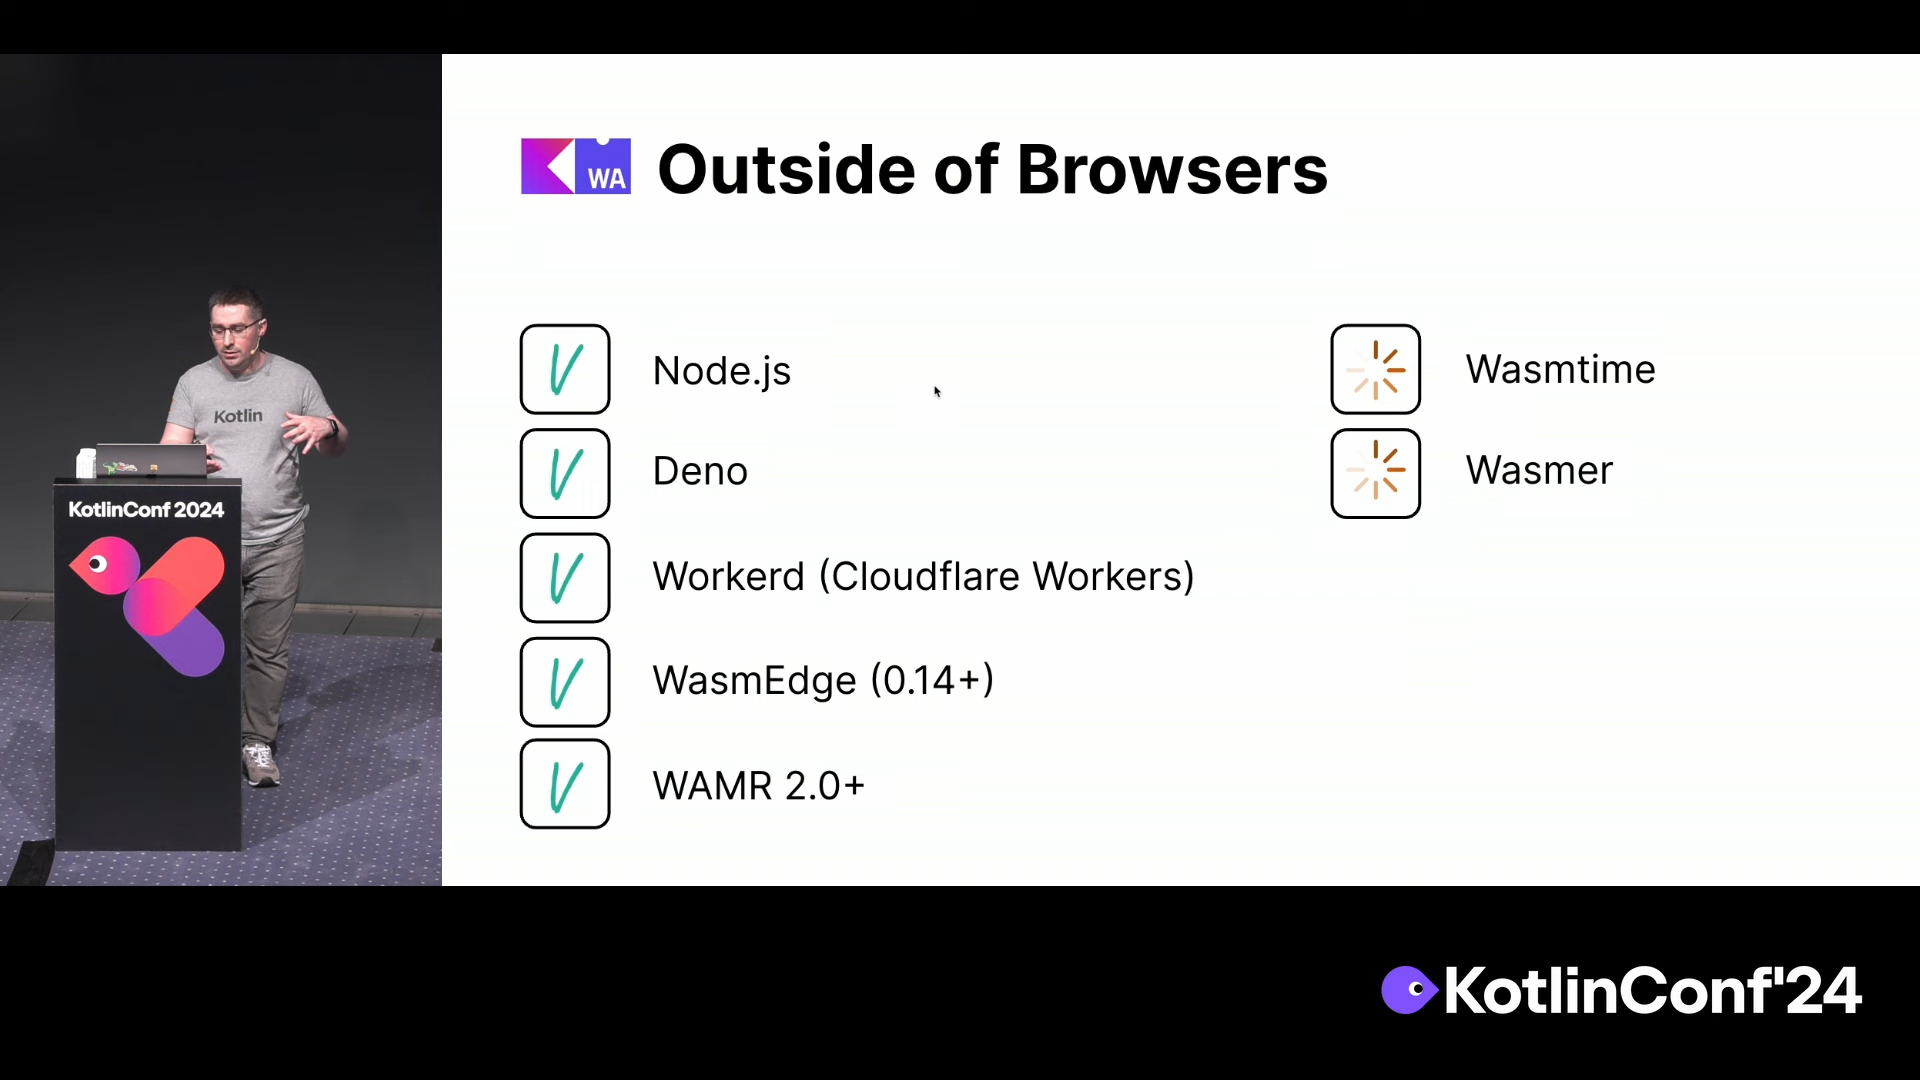 WA
Outside of Browsers
Node.js
Deno
Workerd (Cloudflare Workers)
WasmEdge (0.14+)
WAMR 2.0+
Wasmtime
Wasmer
Kotlin
KotlinConf 2024
KotlinConf'24